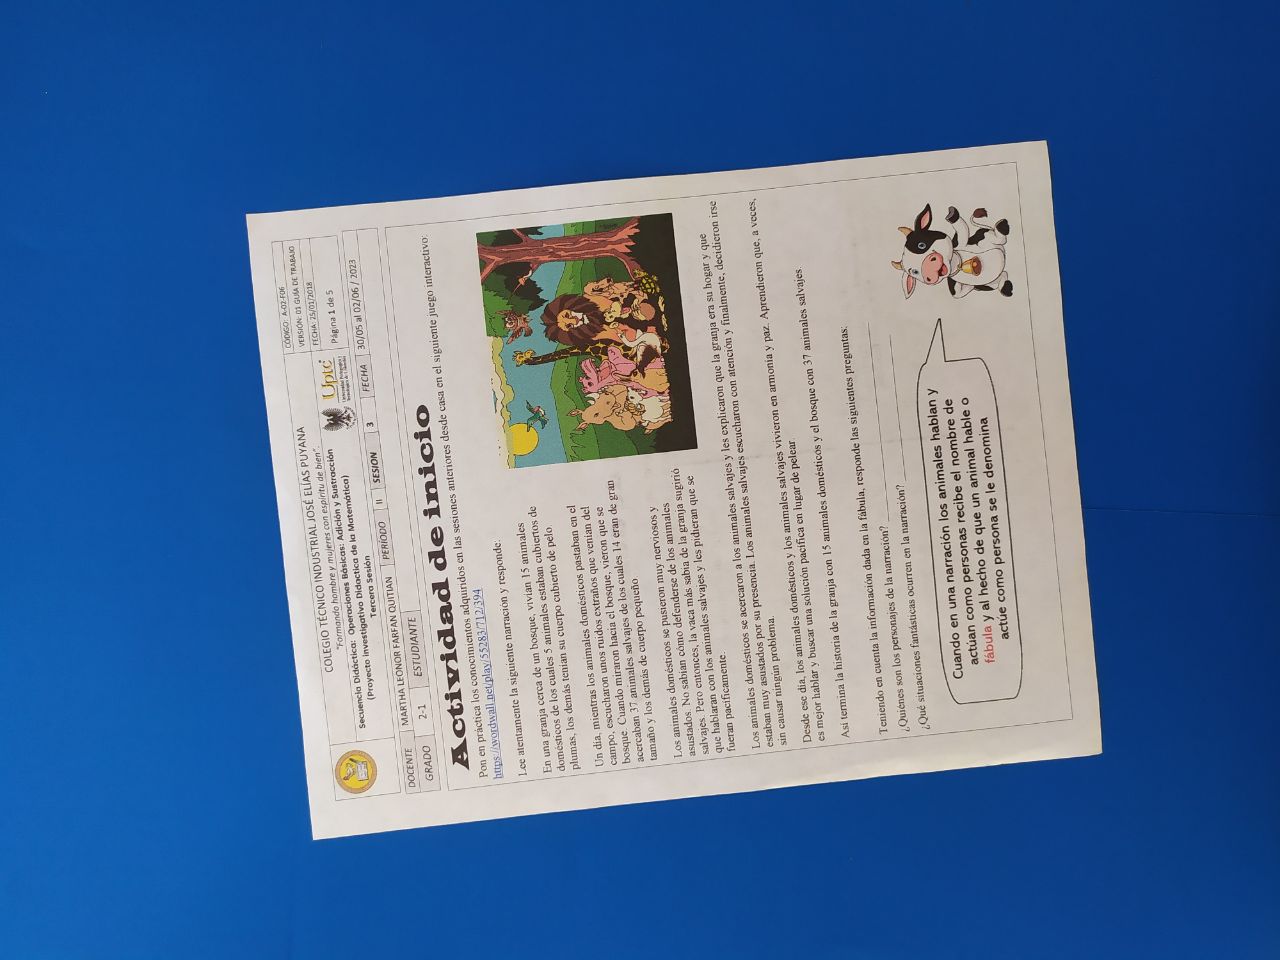 COLEGIO TÉCNICO INDUSTRIAL JOSÉ ELÍAS PUYANA
"Formando hombre y mujeres con espíritu de bien".
Secuencia Didáctica: Operaciones Básicas: Adición y Sustracción
(Proyecto Investigativo Didactica de la Matemática)
Tercera Sesión
Uptc
CÓDIGO: A-02-F06
VERSIÓN: 01 GUIA DE TRABAJO
FECHA: 25/01/2018
Página 1 de 5
DOCENTE MARTHA LEONOR FARFAN QUITIAN PERÍODO II SESION 3 FECHA 30/05 al 02/06 / 2023
GRADO 2-1 ESTUDIANTE
Actividad de inicio
Pon en práctica los conocimientos adquiridos en las sesiones anteriores desde casa en el siguiente juego interactivo:
https://wordwall.net/play/55283/712/394
Lee atentamente la siguiente narración y responde:
En una granja cerca de un bosque, vivían 15 animales
domésticos de los cuales 5 animales estaban cubiertos de
plumas, los demás tenían su cuerpo cubierto de pelo
Un día, mientras los animales domésticos pastaban en el
campo, escucharon unos ruidos extraños que venían del
bosque. Cuando miraron hacia el bosque, vieron que se
acercaban 37 animales salvajes de los cuales 14 eran de gran
tamaño y los demás de cuerpo pequeño
Los animales domésticos se pusieron muy nerviosos y
asustados. No sabían cómo defenderse de los animales
salvajes. Pero entonces, la vaca más sabia de la granja sugirió
que hablaran con los animales salvajes y les pidieran que se
fueran pacíficamente.
Los animales domésticos se acercaron a los animales salvajes y les explicaron que la granja era su hogar y que
estaban muy asustados por su presencia. Los animales salvajes escucharon con atención y finalmente, decidieron irse
sin causar ningún problema.
Desde ese día, los animales domésticos y los animales salvajes vivieron en armonía y paz. Aprendieron que, a veces,
es mejor hablar y buscar una solución pacífica en lugar de pelear
Así termina la historia de la granja con 15 animales domésticos y el bosque con 37 animales salvajes
Teniendo en cuenta la información dada en la fábula, responde las siguientes preguntas:
¿Quiénes son los personajes de la narración?
¿Qué situaciones fantásticas ocurren en la narración?
Cuando en una narración los animales hablan y
actúan como personas recibe el nombre de
fábula y al hecho de que un animal hable o
actúe como persona se le denomina